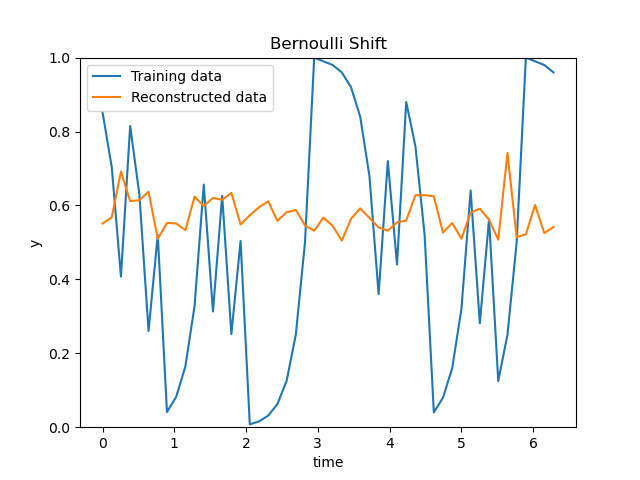 Bernoulli Shift
Training data
Reconstructed data
1.0
0.8
0.6
0.4
0.2
0.0
y
0 1 2 3 4 5 6
time